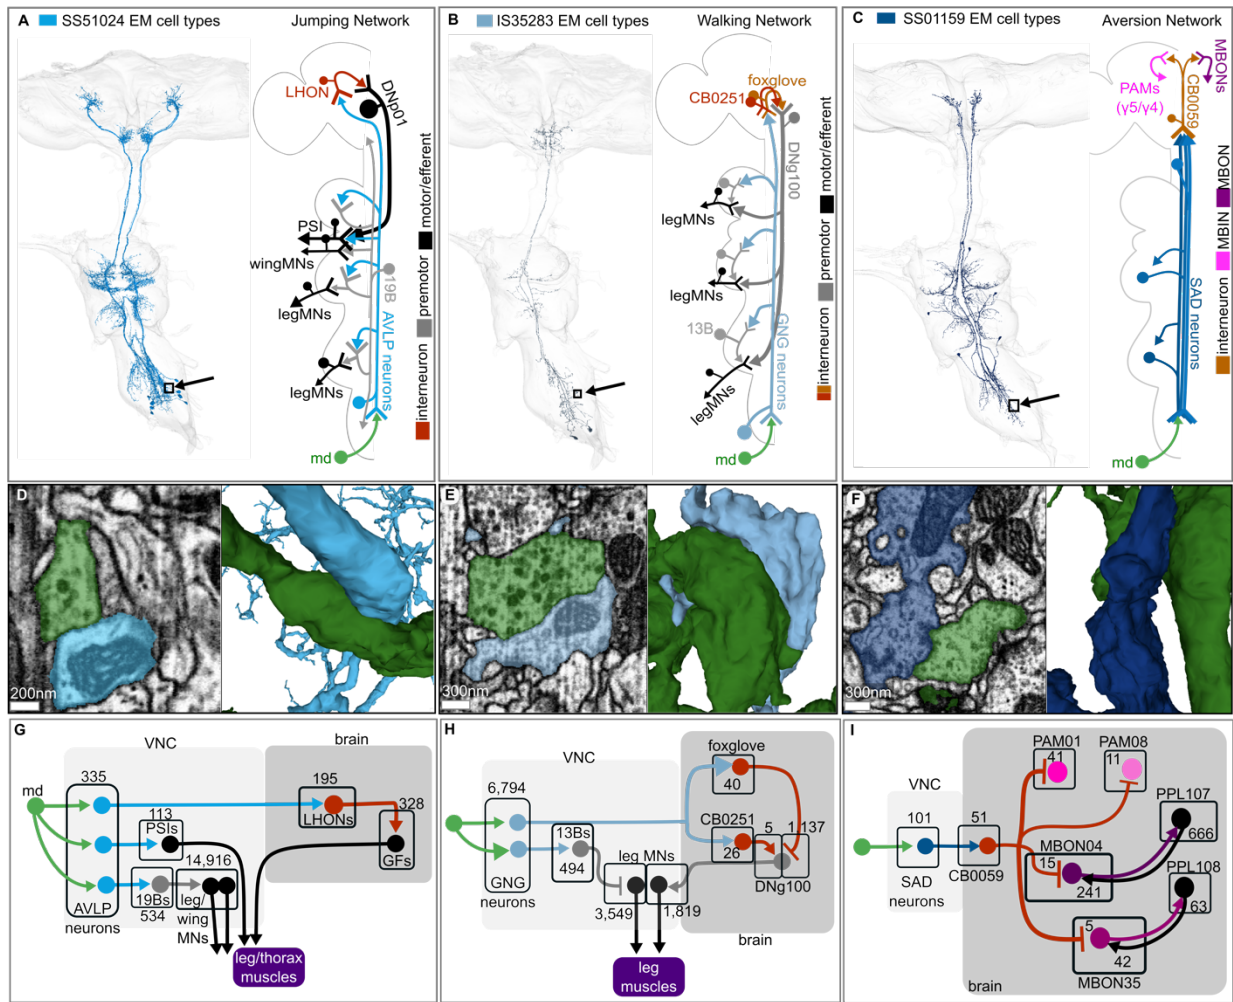 A SS51024 EM cell types Jumping Network
LHON
DNp01
PSI
wingMNs
19B
legMNs
AVLP neurons
legMNs
md
interneuron premotor motor/efferent
B IS35283 EM cell types Walking Network
foxglove
CB0251
DNg100
legMNs
legMNs
13B
GNG neurons
legMNs
md
interneuron premotor motor/efferent
C SS01159 EM cell types Aversion Network
MBONs
PAMs
(γ5/γ4)
CB0059
SAD neurons
md
interneuron MBIN MBON
D
200nm
E
300nm
F
300nm
G
VNC
brain
md
335
195
113
328
PSIs
LHONs
14,916
GFs
19Bs
leg/
wing
MNs
AVLP
534
neurons
leg/thorax
muscles
H
VNC
foxglove
40
6,794
CB0251
5
1,137
md
13Bs
26
494
leg MNs
GNG
DNg100
neurons
3,549
1,819
brain
leg
muscles
I
PAM01
PAM08
41
11
VNC
PPL107
101
51
666
MBON04
PPL108
15
SAD
CB0059
241
neurons
63
5
42
MBON35
brain